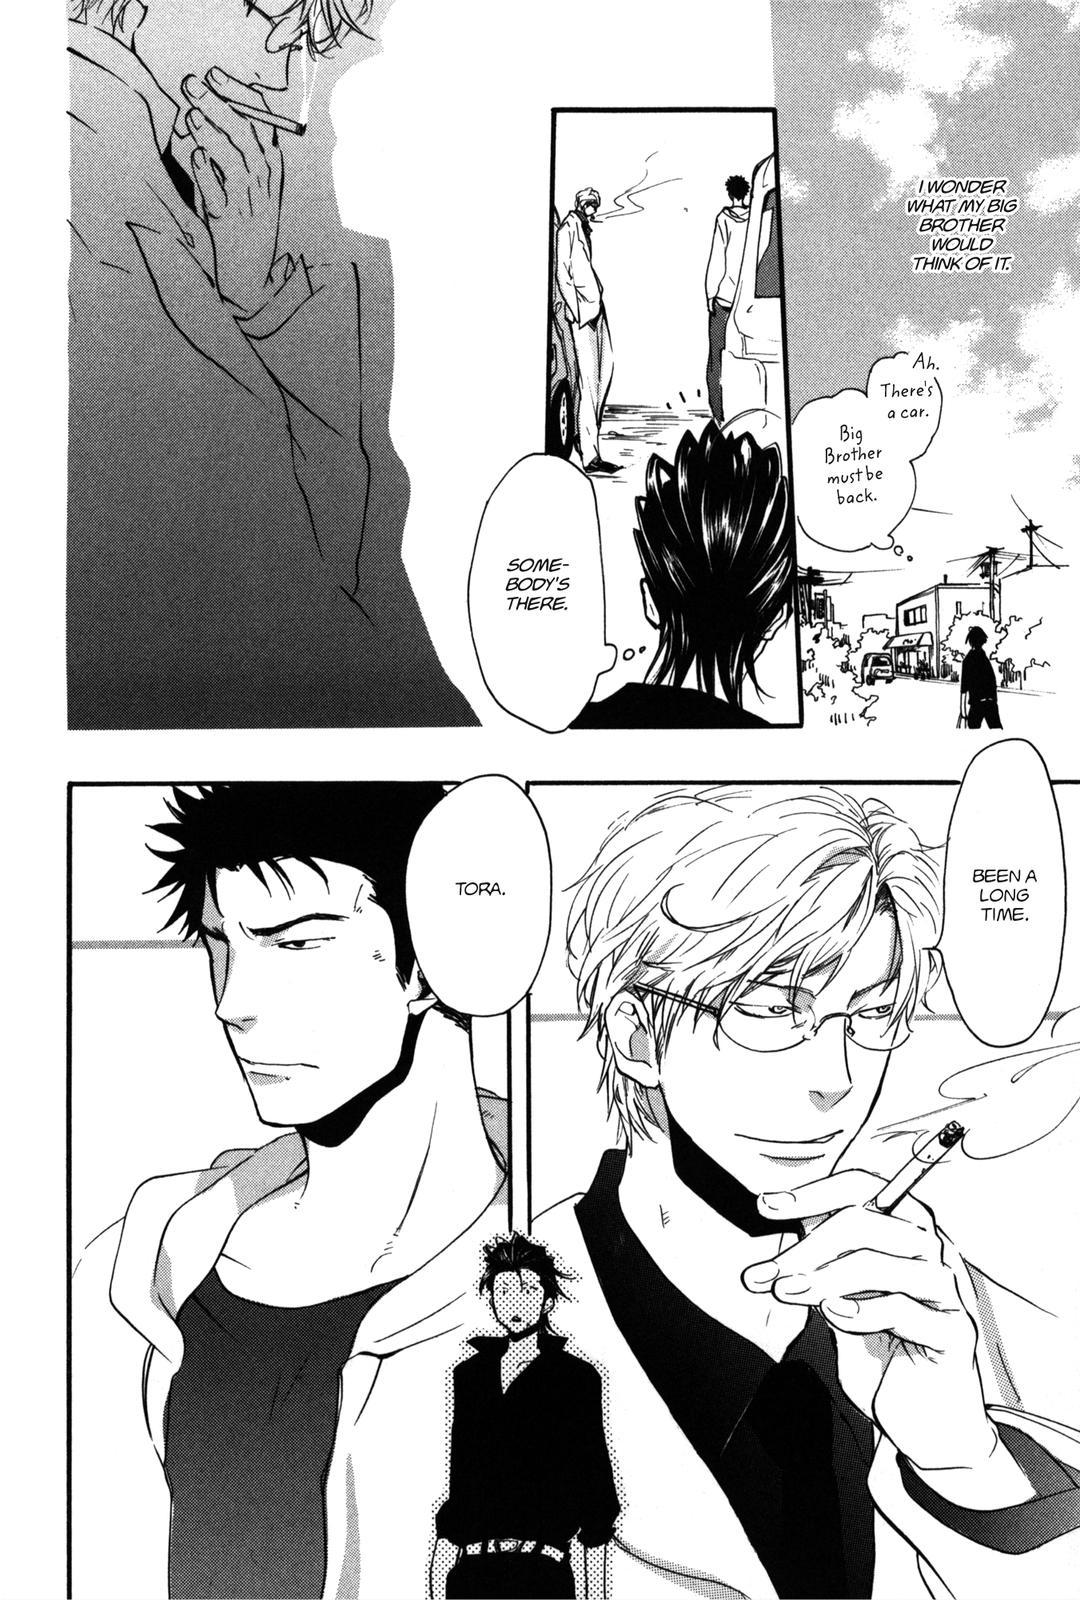 I WONDER
WHAT MY BIG
BROTHER
WOULD
THINK OF IT.
Ah.
There's
a car.
Big
Brother
must be
back.
SOME-
BODY'S
THERE.
BEEN A
LONG
TIME.
TORA.